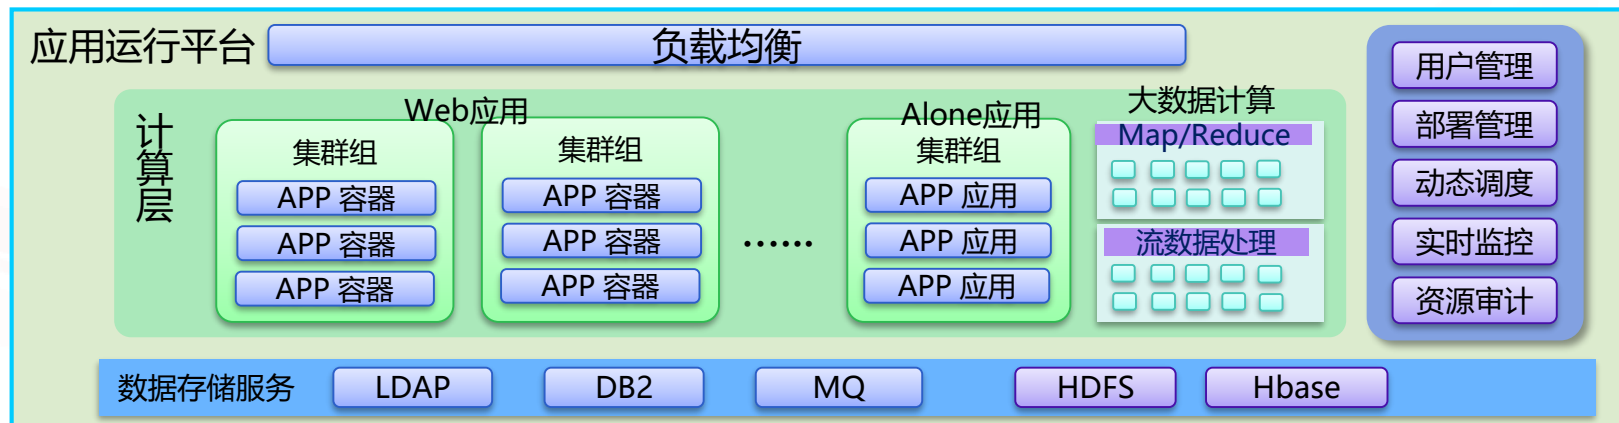 应用运行平台
负载均衡
计算层
Web应用
集群组
APP 容器
APP 容器
APP 容器
集群组
APP 容器
APP 容器
APP 容器
......
Alone应用
集群组
APP 应用
APP 应用
APP 应用
大数据计算
Map/Reduce
流数据处理
用户管理
部署管理
动态调度
实时监控
资源审计
数据存储服务
LDAP
DB2
MQ
HDFS
Hbase